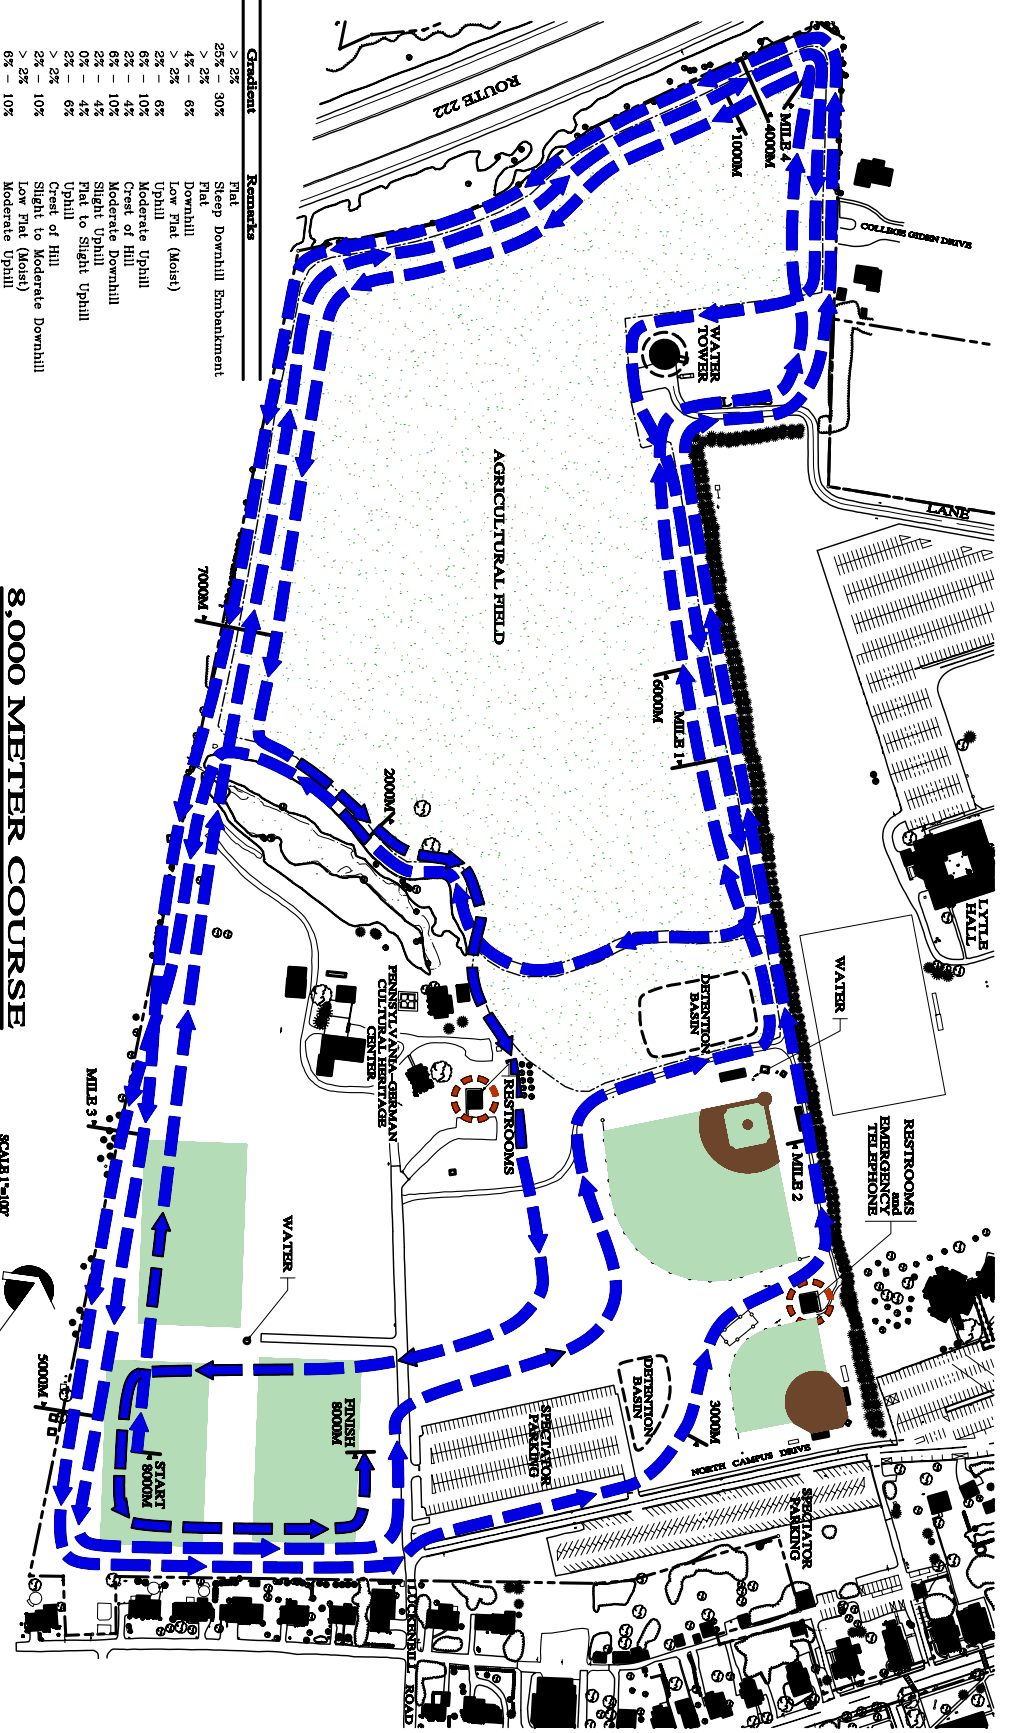 COLLEGE GIDEN DRIVE
LANE
LYTLE
HALL
WATER
RESTROOMS
and
EMERGENCY
TELEPHONE
MILE 4
4000M
1000M
ROUTE 222
WATER
TOWER
AGRICULTURAL FIELD
6000M
MILE 1
2000M
7000M
DETENTION
BASIN
MILE 2
PENNSYLVANIA-GERMAN
CULTURAL HERITAGE
CENTER
RESTROOMS
MILE 3
WATER
DETENTION
BASIN
3000M
NORTH CAMPUS DRIVE
SPECTATOR
PARKING
SPECTATOR
PARKING
FINISH
8000M
START
8000M
5000M
LUCKENBILL ROAD
Gradient Remarks
> 2% Flat
25% - 30% Steep Downhill Embankment
> 2% Flat
4% - 6% Downhill
> 2% Low Flat (Moist)
2% - 6% Uphill
6% - 10% Moderate Uphill
2% - 4% Crest of Hill
6% - 10% Moderate Downhill
2% - 4% Slight Uphill
0% - 4% Flat to Slight Uphill
2% - 6% Uphill
> 2% Crest of Hill
2% - 10% Slight to Moderate Downhill
> 2% Low Flat (Moist)
6% - 10% Moderate Uphill
8,000 METER COURSE
SCALE 1"=100'